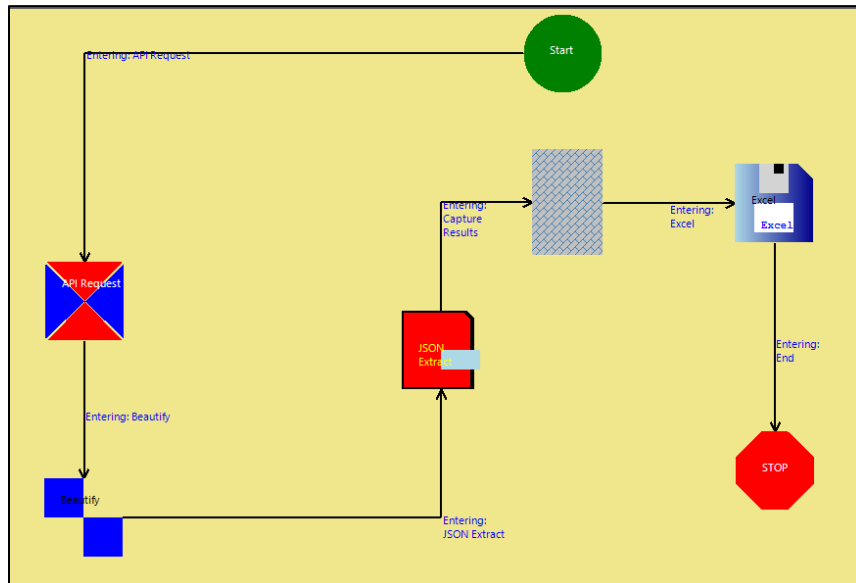 Start
Entering: API Request
Entering:
Capture
Results
Entering:
Excel
Excel
Excel
API Request
JSON
Extract
Entering:
End
Entering: Beautify
STOP
Beautify
Entering:
JSON Extract